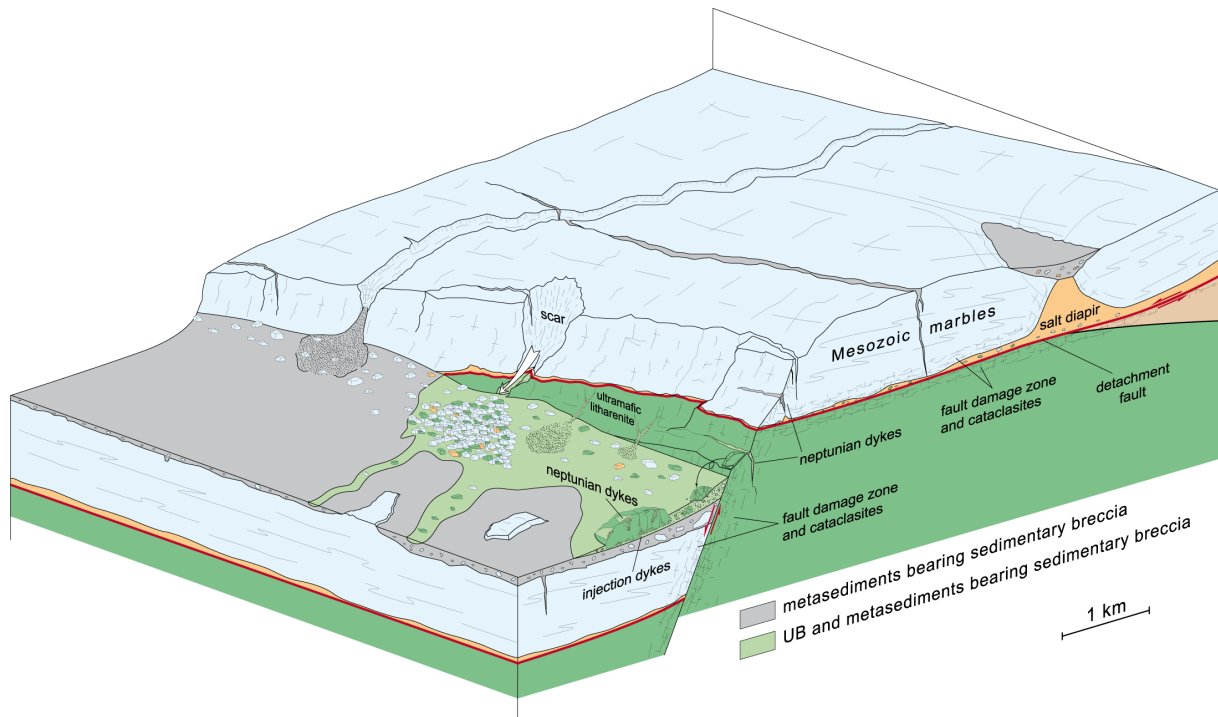 scar
Mesozoic marbles
salt diapir
ultramafic
litharenite
fault damage zone
and cataclasites
detachment
fault
neptunian dykes
neptunian dykes
fault damage zone
and cataclasites
injection dykes
metasediments bearing sedimentary breccia
UB and metasediments bearing sedimentary breccia
1 km